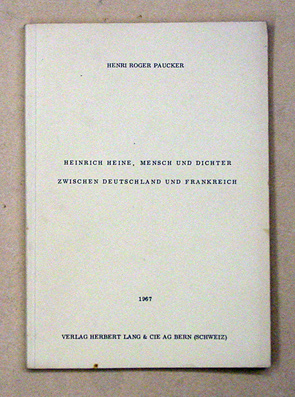 HENRI ROGER PAUCKER
HEINRICH HEINE, MENSCH UND DICHTER
ZWISCHEN DEUTSCHLAND UND FRANKREICH
1967
VERLAG HERBERT LANG & CIE AG BERN (SCHWEIZ)